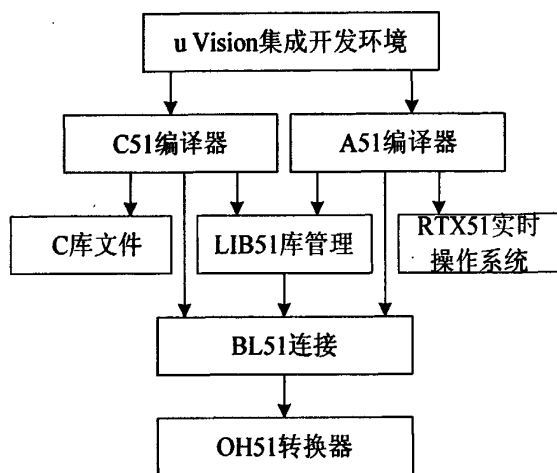 u Vision集成开发环境
C51编译器
A51编译器
C库文件
LIB51库管理
RTX51实时
操作系统
BL51连接
OH51转换器